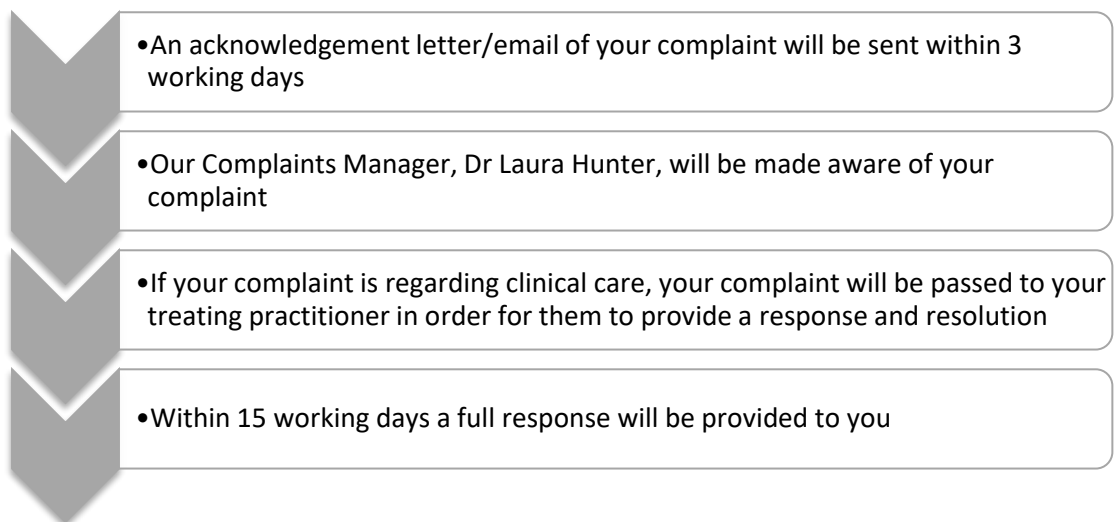 •An acknowledgement letter/email of your complaint will be sent within 3
working days
•Our Complaints Manager, Dr Laura Hunter, will be made aware of your
complaint
•If your complaint is regarding clinical care, your complaint will be passed to your
treating practitioner in order for them to provide a response and resolution
•Within 15 working days a full response will be provided to you